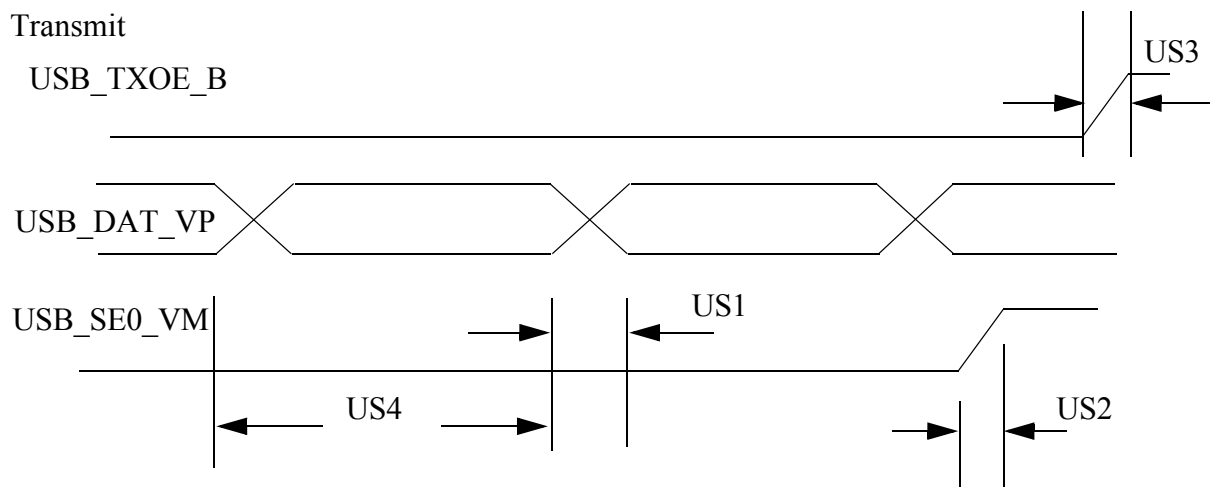 Transmit
USB_TXOE_B
US3
USB_DAT_VP
USB_SE0_VM
US1
US4
US2